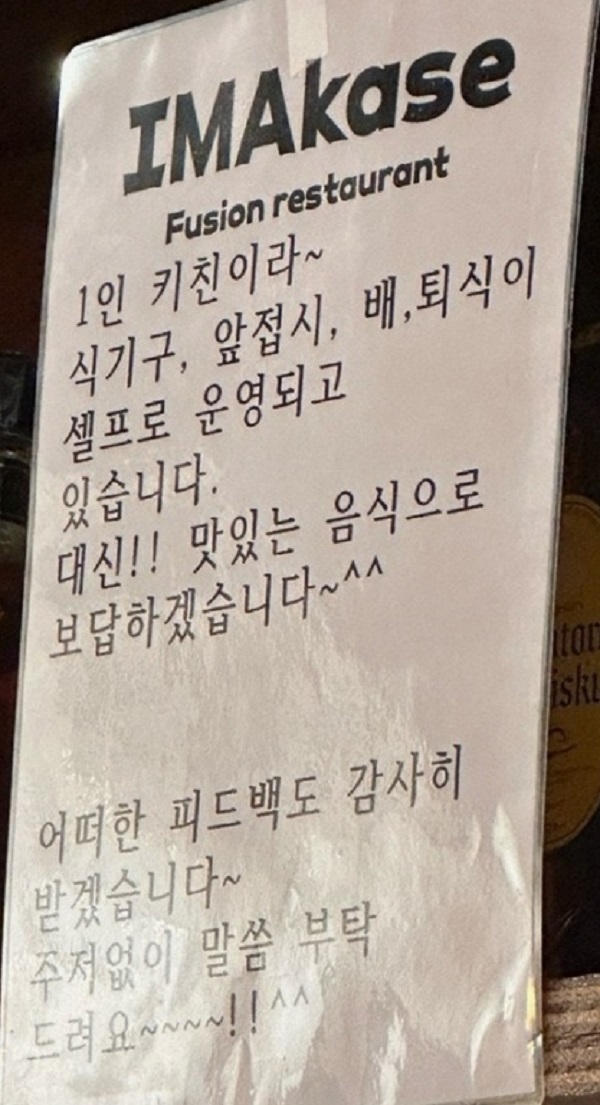 IMAkase
Fusion restaurant
1인 키친이라~
식기구, 앞접시, 배,퇴식이
셀프로 운영되고
있습니다.
대신!! 맛있는 음식으로
보답하겠습니다~^^
어떠한 피드백도 감사히
받겠습니다~
주저없이 말씀 부탁
드려요~~~~!!^^